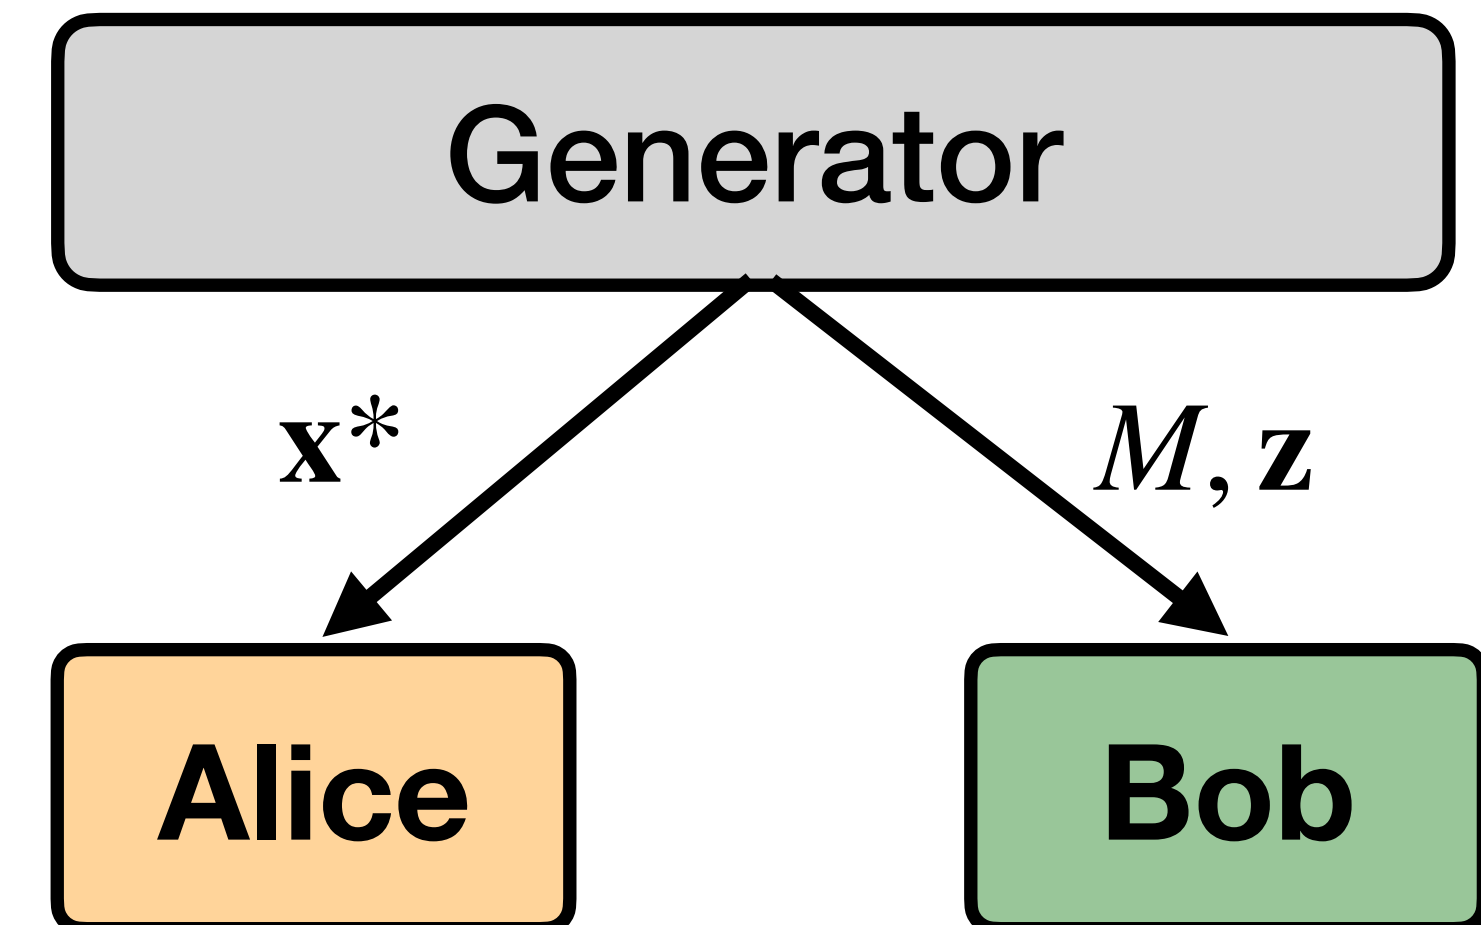 Generator
x*
M, z
Alice
Bob